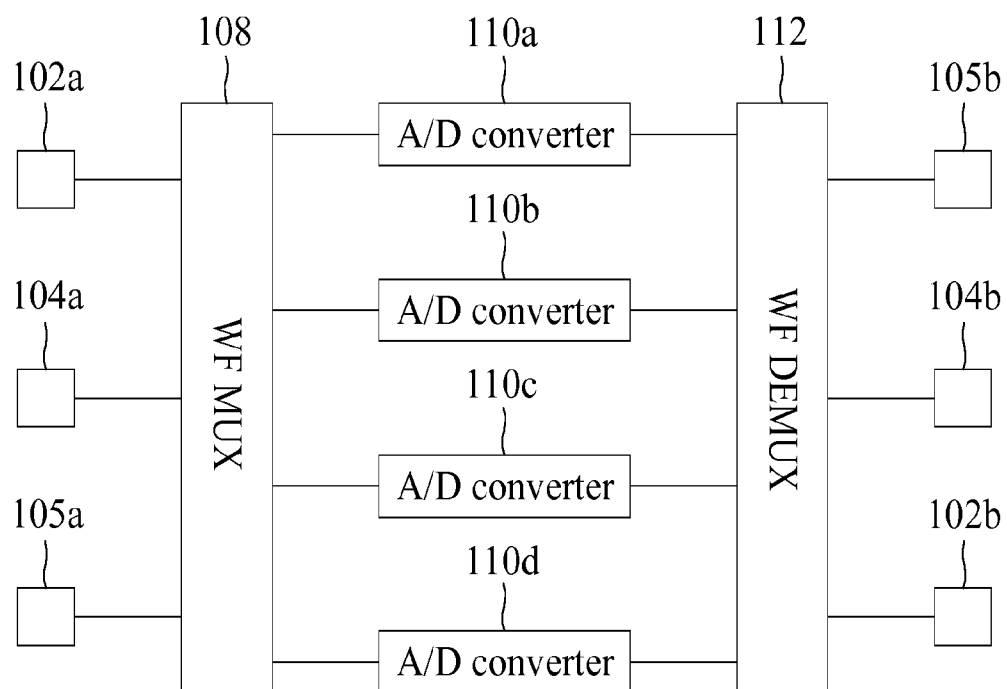 108
110a
112
102a
105b
A/D converter
110b
104a
104b
A/D converter
WF MUX
WF DEMUX
110c
A/D converter
105a
102b
110d
A/D converter